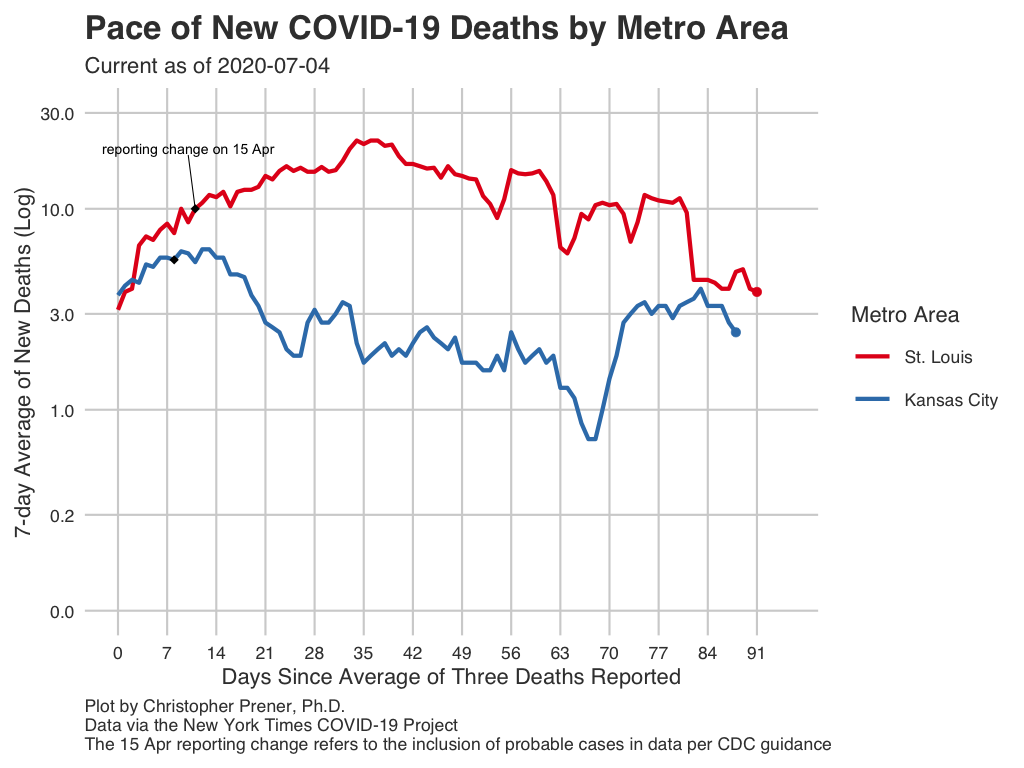 Pace of New COVID-19 Deaths by Metro Area
Current as of 2020-07-04
30.0
reporting change on 15 Apr
10.0
3.0
1.0
0.2
0.0
7-day Average of New Deaths (Log)
0 7 14 21 28 35 42 49 56 63 70 77 84 91
Days Since Average of Three Deaths Reported
Metro Area
St. Louis
Kansas City
Plot by Christopher Prener, Ph.D.
Data via the New York Times COVID-19 Project
The 15 Apr reporting change refers to the inclusion of probable cases in data per CDC guidance